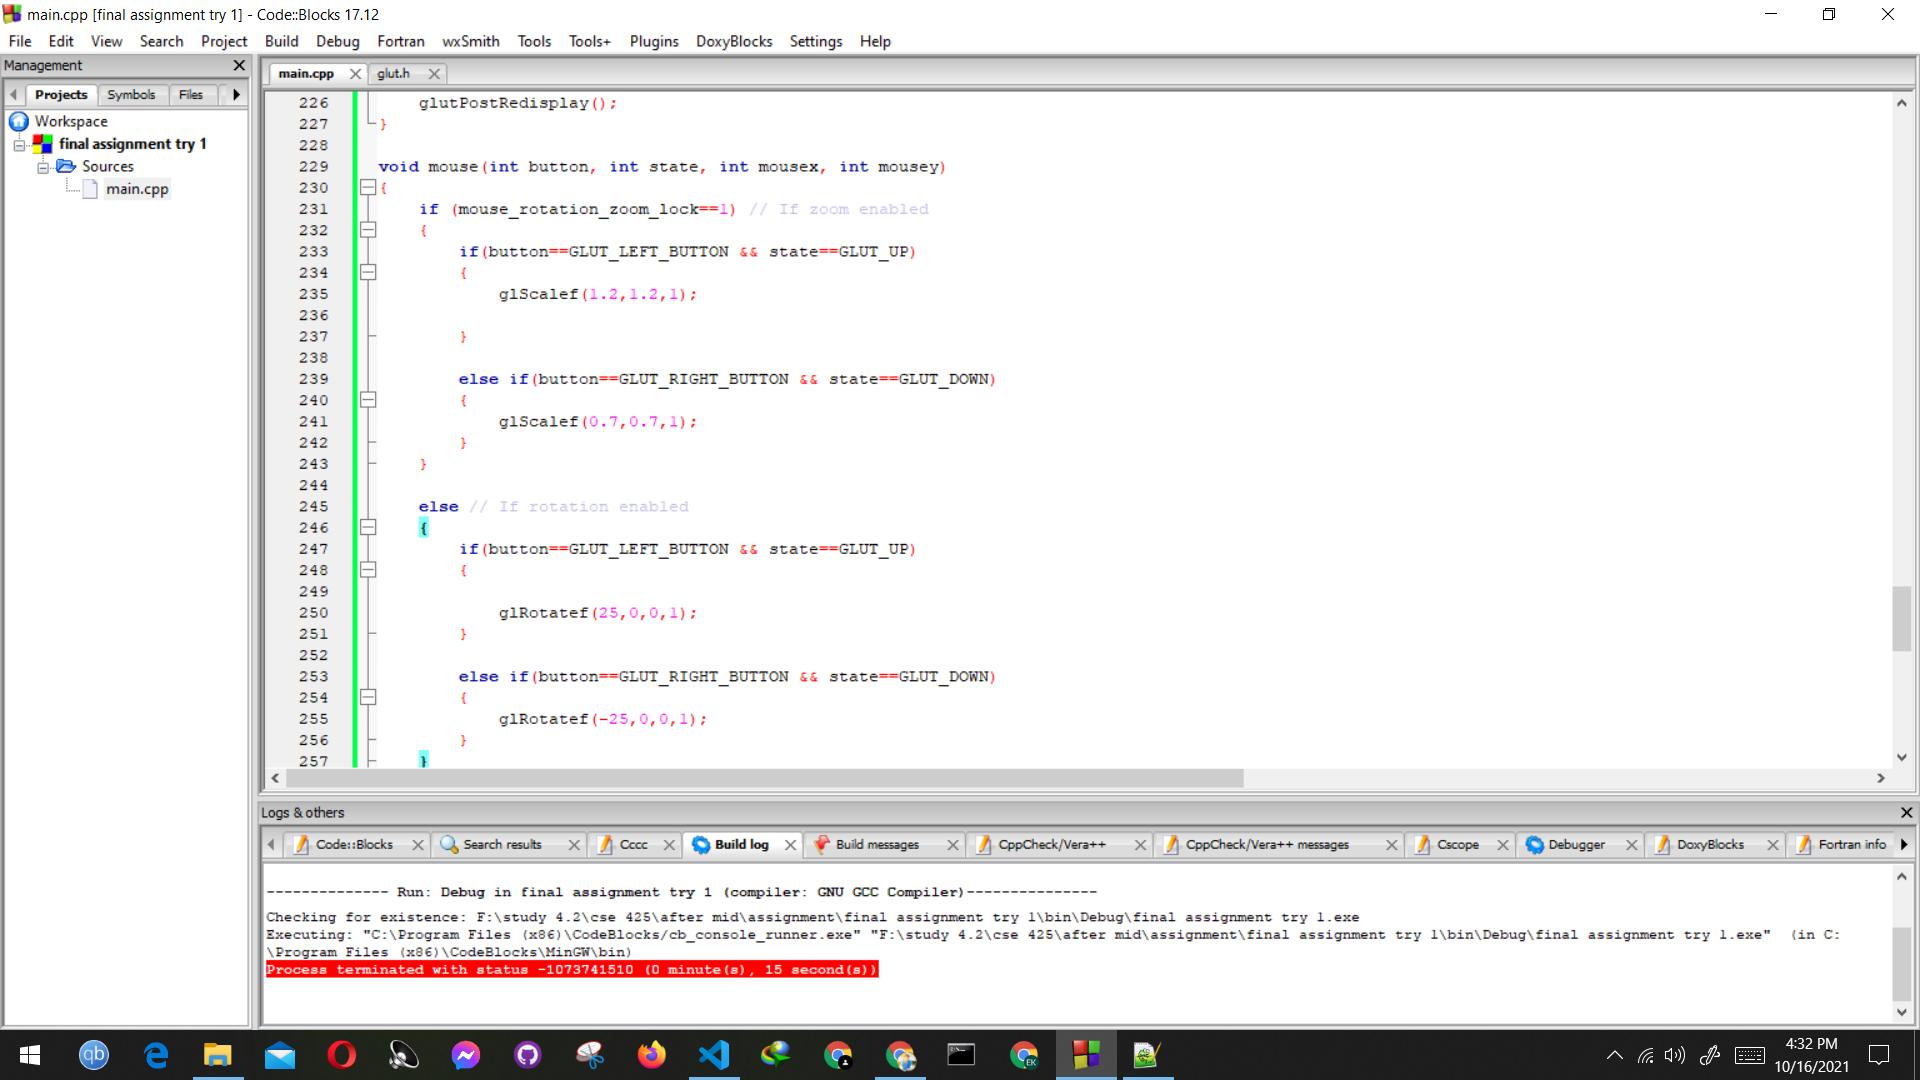 main.cpp [final assignment try 1] - Code::Blocks 17.12
File Edit View Search Project Build Debug Fortran wxSmith Tools Tools+ Plugins DoxyBlocks Settings Help
Management
Projects Symbols Files
Workspace
final assignment try 1
Sources
main.cpp
main.cpp glut.h
226 glutPostRedisplay();
227 }
228
229 void mouse(int button, int state, int mousex, int mousey)
230 {
231 if (mouse_rotation_zoom_lock==1) // If zoom enabled
232 {
233 if(button==GLUT_LEFT_BUTTON && state==GLUT_UP)
234 {
235 glScalef(1.2,1.2,1);
236
237 }
238
239 else if(button==GLUT_RIGHT_BUTTON && state==GLUT_DOWN)
240 {
241 glScalef(0.7,0.7,1);
242 }
243 }
244
245 else // If rotation enabled
246 {
247 if(button==GLUT_LEFT_BUTTON && state==GLUT_UP)
248 {
249
250 glRotatef(25,0,0,1);
251 }
252
253 else if(button==GLUT_RIGHT_BUTTON && state==GLUT_DOWN)
254 {
255 glRotatef(-25,0,0,1);
256 }
257 }
Logs & others
Code::Blocks Search results Cccc Build log Build messages CppCheck/Vera++ CppCheck/Vera++ messages Cscope Debugger DoxyBlocks Fortran info
-------------- Run: Debug in final assignment try 1 (compiler: GNU GCC Compiler)---------------
Checking for existence: F:\study 4.2\cse 425\after mid\assignment\final assignment try 1\bin\Debug\final assignment try 1.exe
Executing: "C:\Program Files (x86)\CodeBlocks/cb_console_runner.exe" "F:\study 4.2\cse 425\after mid\assignment\final assignment try 1\bin\Debug\final assignment try 1.exe"  (in C:
\Program Files (x86)\CodeBlocks\MinGW\bin)
Process terminated with status -1073741510 (0 minute(s), 15 second(s))
qb
EK
4:32 PM
10/16/2021